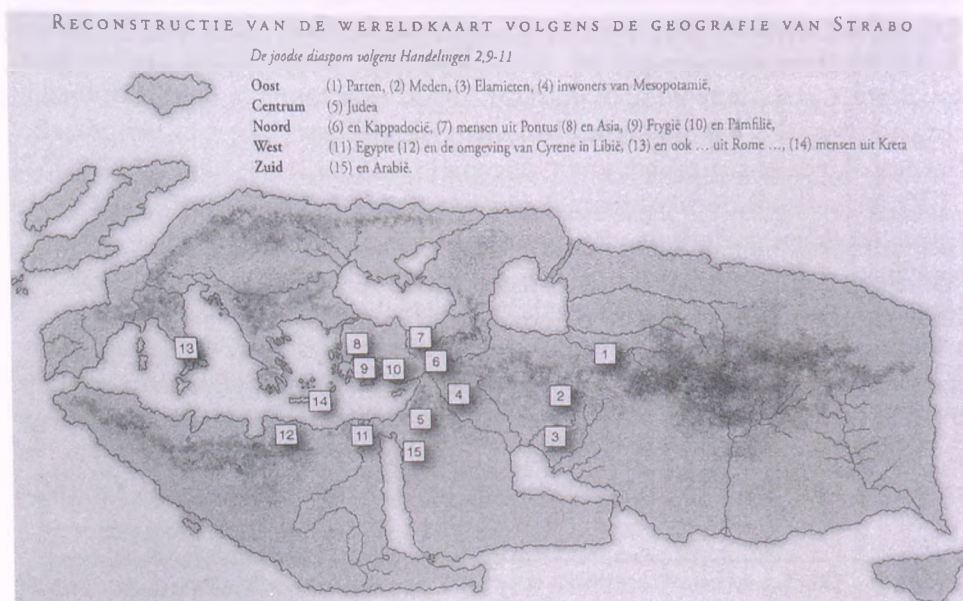 RECONSTRUCTIE VAN DE WERELDKAART VOLGENS DE GEOGRAFIE VAN STRABO
De joodse diaspora volgens Handelingen 2,9-11
Oost (1) Parten, (2) Meden, (3) Elamieten, (4) inwoners van Mesopotamië,
Centrum (5) Judea
Noord (6) en Kappadocië, (7) mensen uit Pontus (8) en Asia, (9) Frygië (10) en Pamfilië,
West (11) Egypte (12) en de omgeving van Cyrene in Libië, (13) en ook ... uit Rome ..., (14) mensen uit Kreta
Zuid (15) en Arabië.
7
8
13
1
6
9
10
4
2
14
5
12
11
3
15